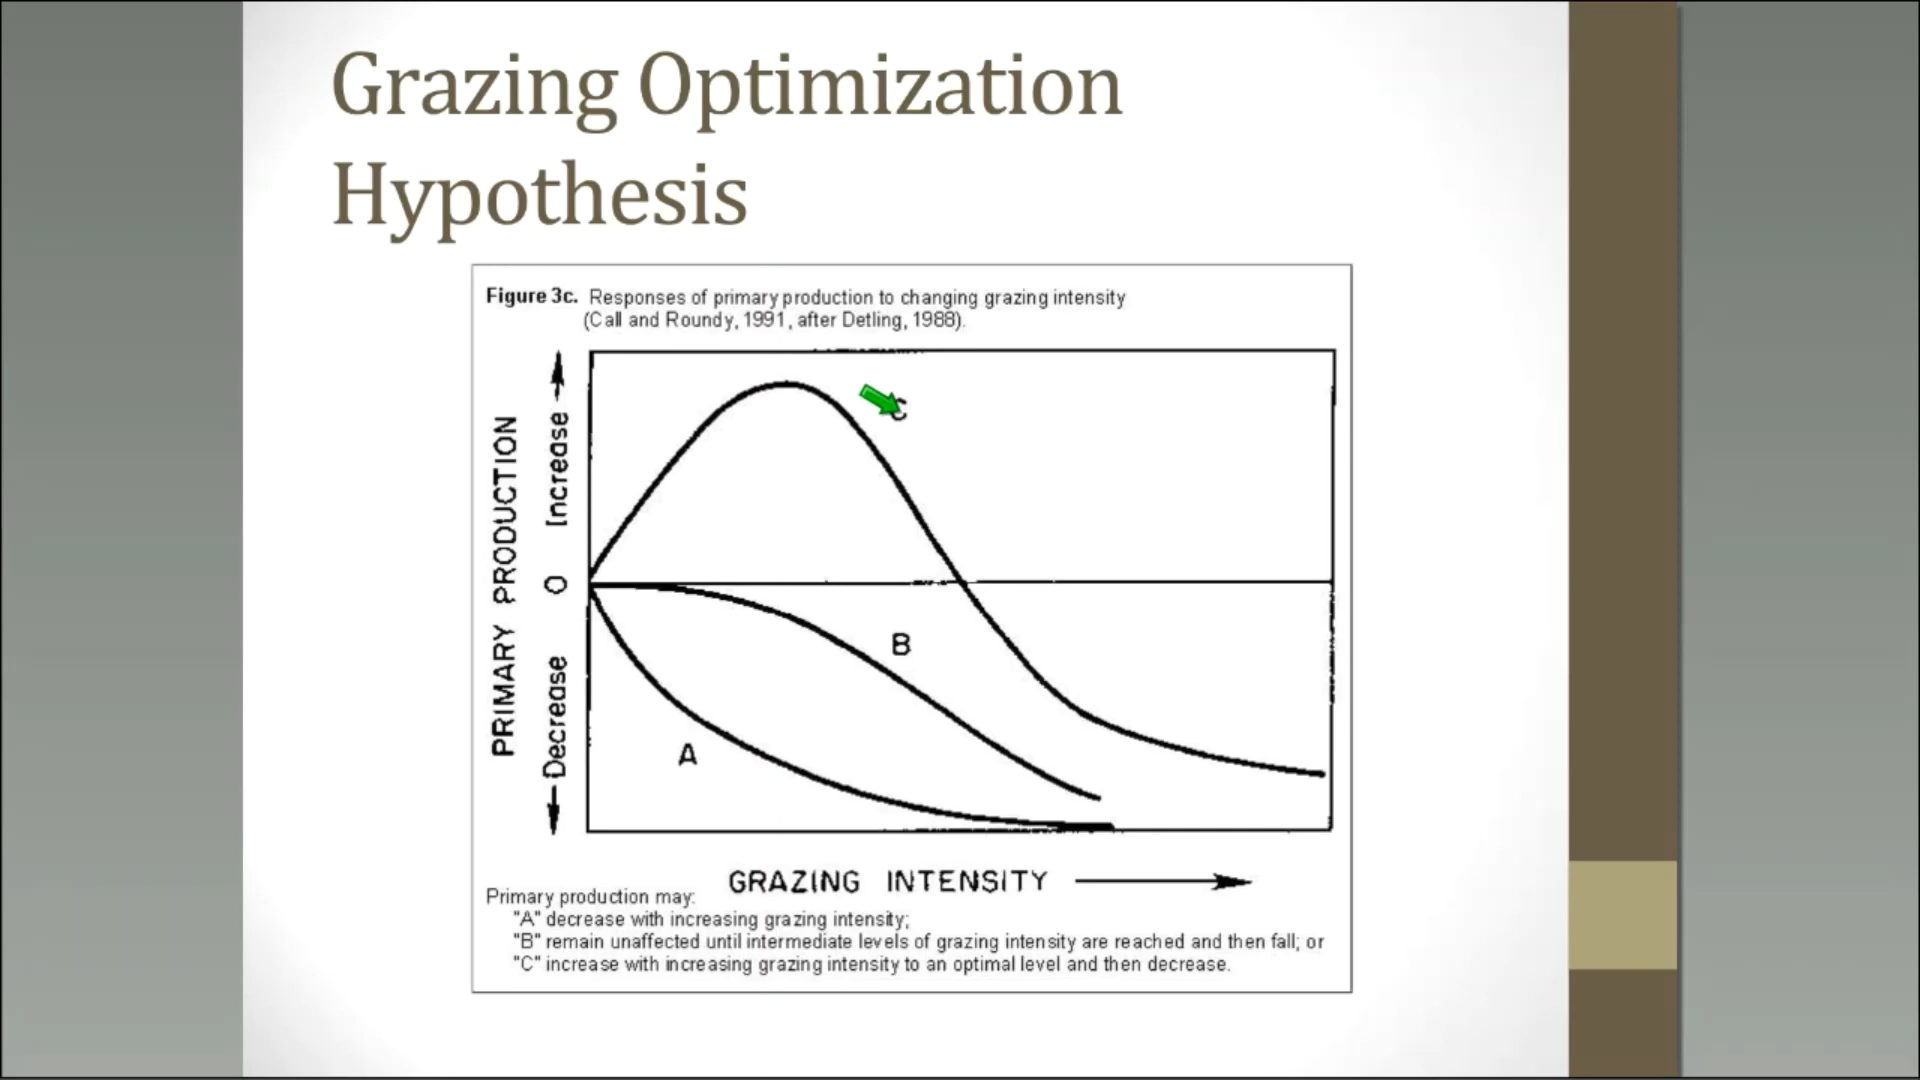 Grazing Optimization
Hypothesis
Figure 3c. Responses of primary production to changing grazing intensity
(Call and Roundy, 1991, after Detling, 1988).
PRIMARY PRODUCTION
Increase
O
Decrease
C
B
A
GRAZING INTENSITY
Primary production may:
"A" decrease with increasing grazing intensity;
"B" remain unaffected until intermediate levels of grazing intensity are reached and then fall; or
"C" increase with increasing grazing intensity to an optimal level and then decrease.